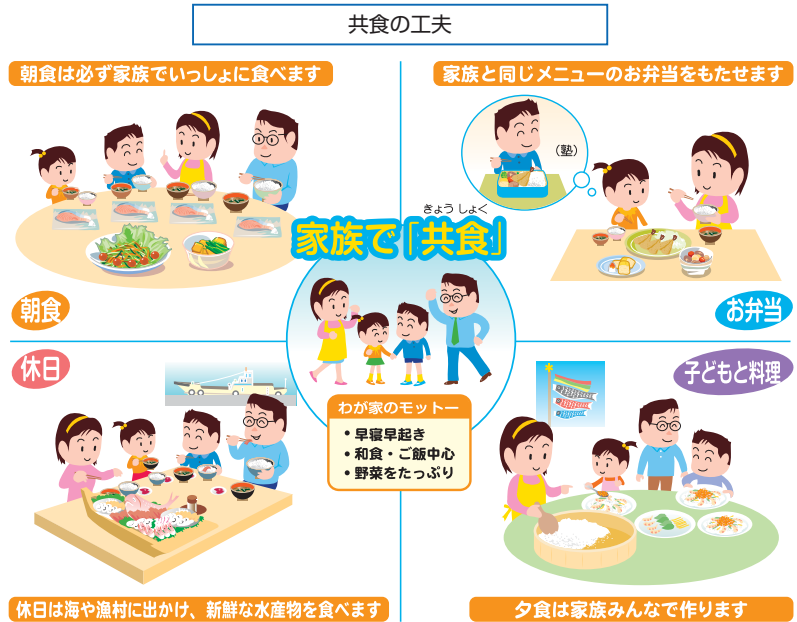 共食の工夫
朝食は必ず家族でいっしょに食べます
家族と同じメニューのお弁当をもたせます
(塾)
きょう しょく
家族で「共食」
朝食
お弁当
休日
子どもと料理
わが家のモットー
• 早寝早起き
• 和食・ご飯中心
• 野菜をたっぷり
休日は海や漁村に出かけ、新鮮な水産物を食べます
夕食は家族みんなで作ります